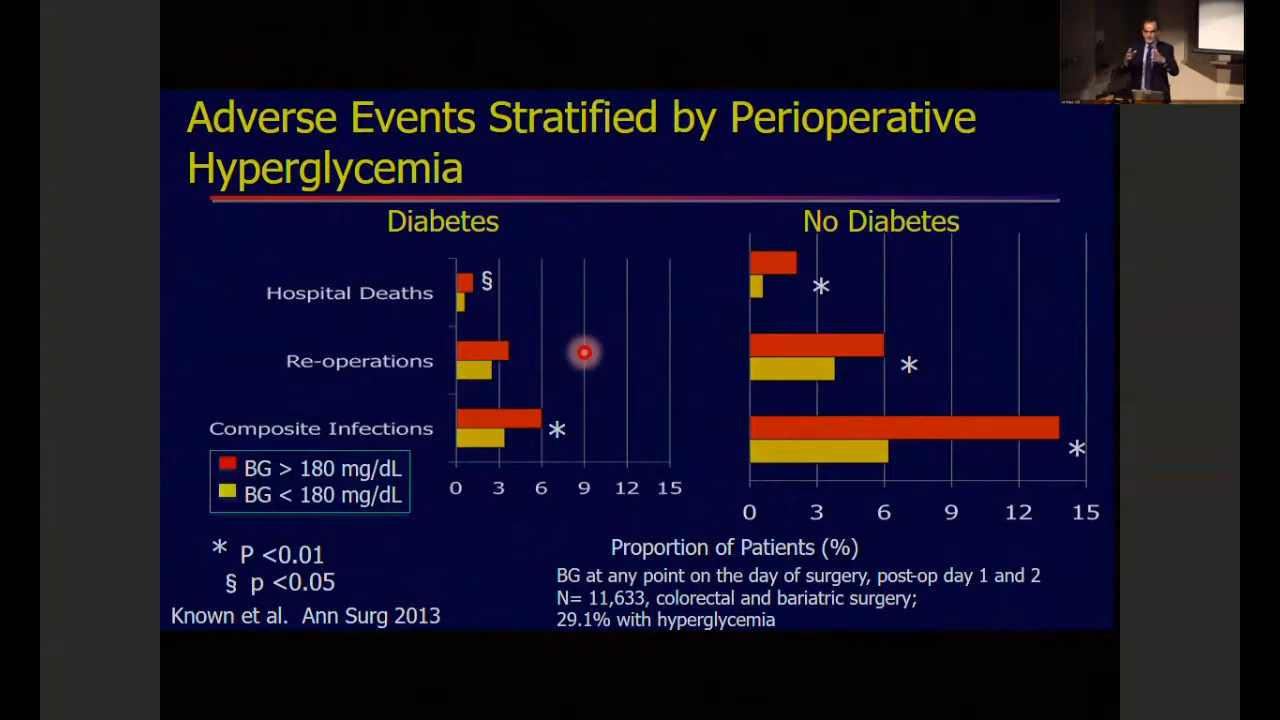 Adverse Events Stratified by Perioperative
Hyperglycemia
Diabetes
No Diabetes
Hospital Deaths
§
*
Re-operations
*
Composite Infections
*
*
BG > 180 mg/dL
BG < 180 mg/dL
0 3 6 9 12 15
0 3 6 9 12 15
* P <0.01
§ p <0.05
Proportion of Patients (%)
BG at any point on the day of surgery, post-op day 1 and 2
N= 11,633, colorectal and bariatric surgery;
29.1% with hyperglycemia
Known et al. Ann Surg 2013